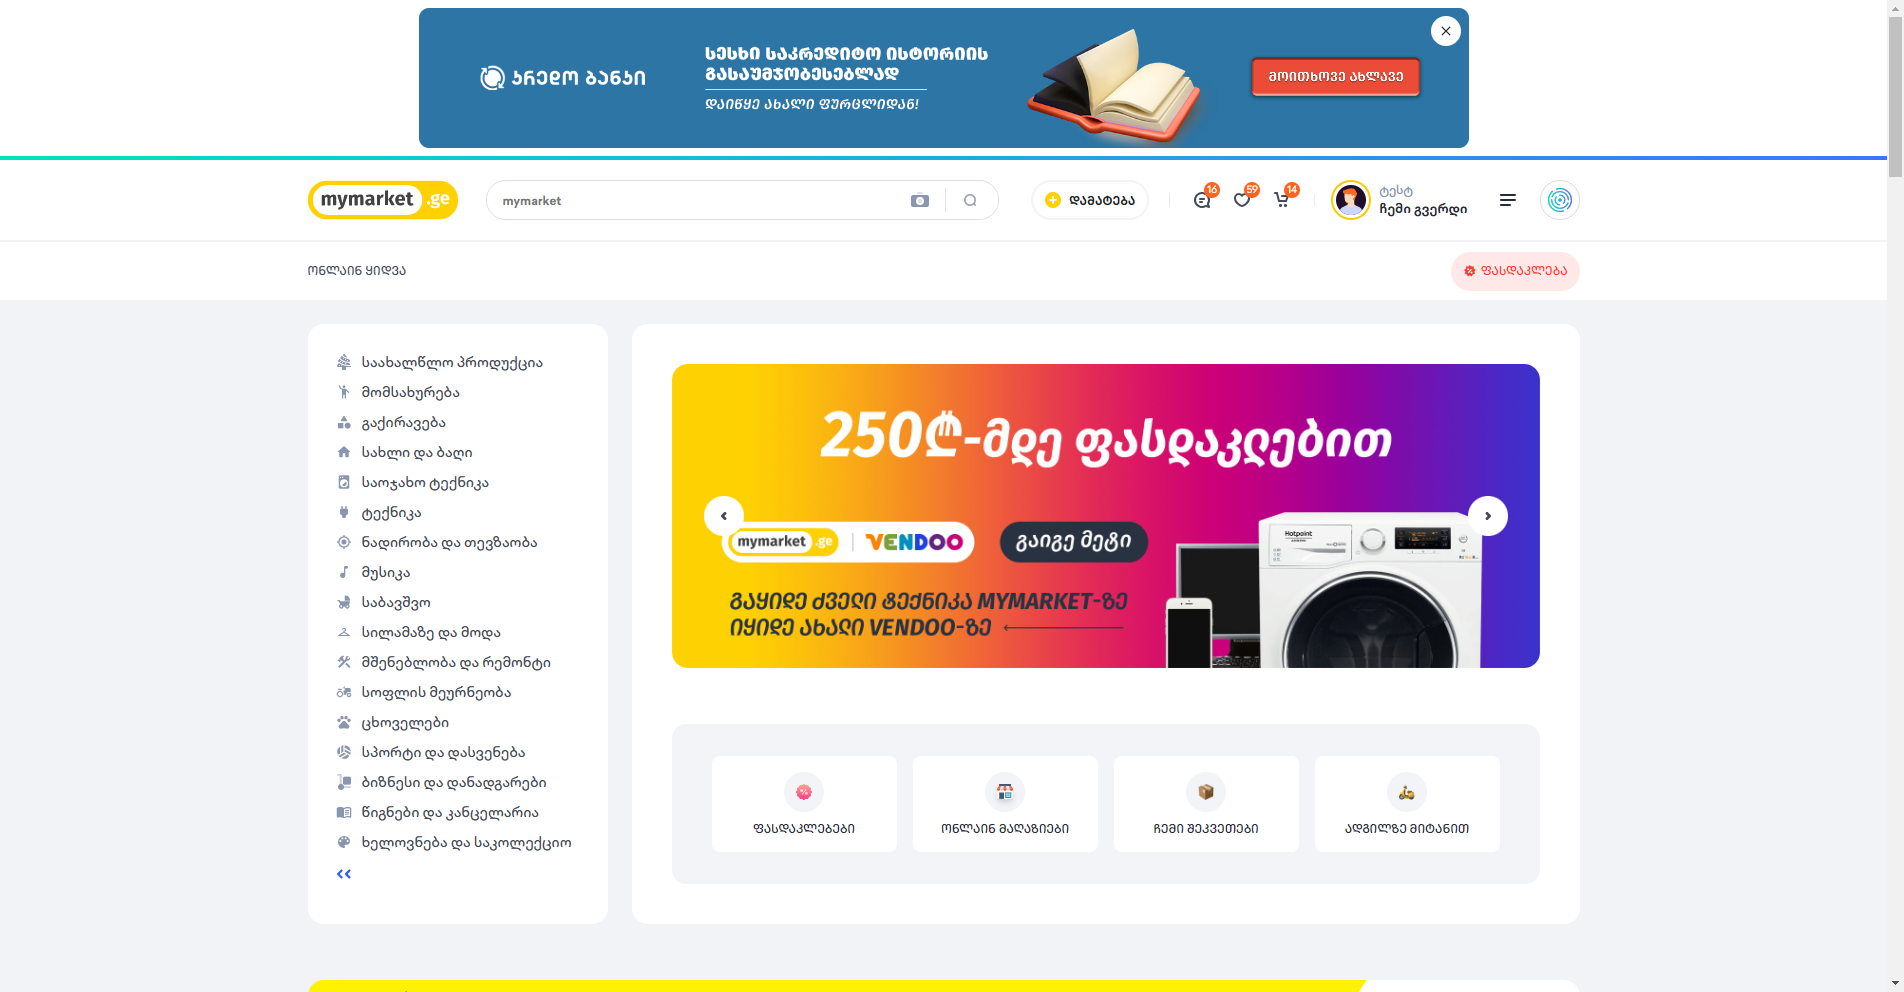 კრედო ბანკი
სესხი საკრედიტო ისტორიის
გასაუმჯობესებლად
დაიწყე ახალი ფურცლიდან!
მოითხოვე ახლავე
mymarket.ge
mymarket
დამატება
16
59
14
ტესტ
ჩემი გვერდი
ონლაინ ყიდვა
ფასდაკლება
საახალწლო პროდუქცია
მომსახურება
გაქირავება
სახლი და ბაღი
საოჯახო ტექნიკა
ტექნიკა
ნადირობა და თევზაობა
მუსიკა
საბავშვო
სილამაზე და მოდა
მშენებლობა და რემონტი
სოფლის მეურნეობა
ცხოველები
სპორტი და დასვენება
ბიზნესი და დანადგარები
წიგნები და კანცელარია
ხელოვნება და საკოლექციო
250₾-მდე ფასდაკლებით
mymarket.ge | VENDOO
გაიგე მეტი
გაყიდე ძველი ტექნიკა MYMARKET-ზე
იყიდე ახალი VENDOO-ზე
Hotpoint
ფასდაკლებები
ონლაინ მაღაზიები
ჩემი შეკვეთები
ადგილზე მიტანით